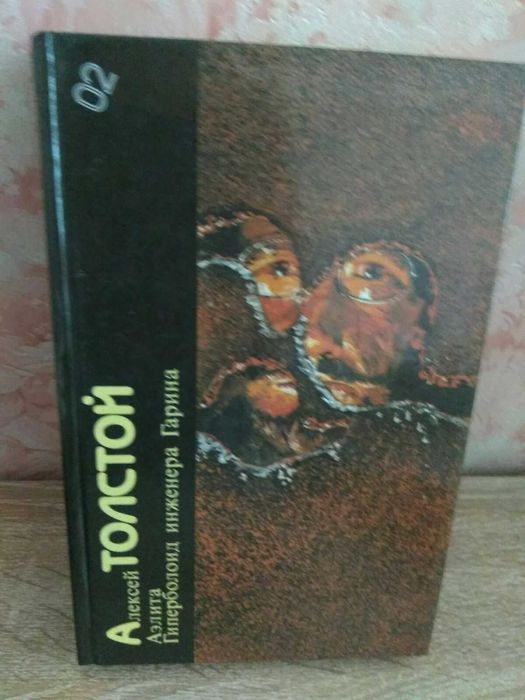 02
Алексей ТОЛСТОЙ
Аэлита
Гиперболоид инженера Гарина